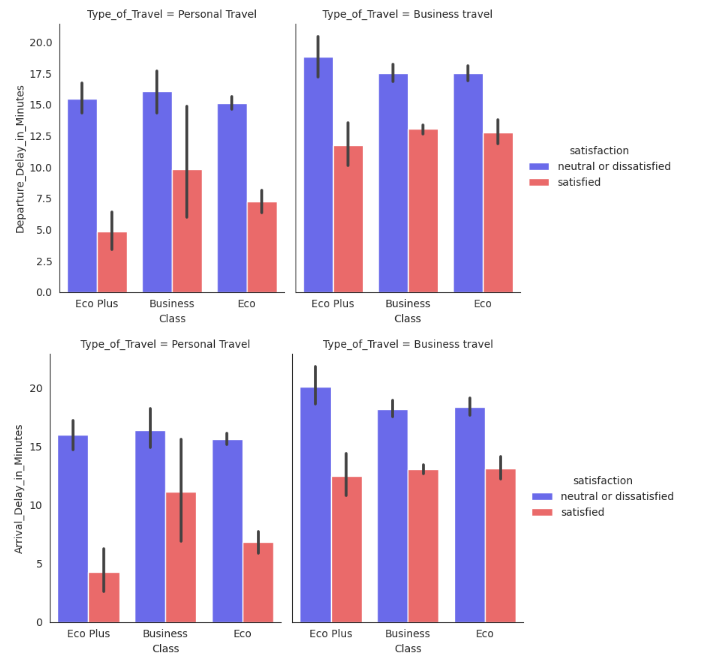 Type_of_Travel = Personal Travel
Type_of_Travel = Business travel
20.0
17.5
15.0
12.5
10.0
7.5
5.0
2.5
0.0
Departure_Delay_in_Minutes
Eco Plus Business Eco
Class
Eco Plus Business Eco
Class
satisfaction
neutral or dissatisfied
satisfied
Type_of_Travel = Personal Travel
Type_of_Travel = Business travel
20
15
10
5
0
Arrival_Delay_in_Minutes
Eco Plus Business Eco
Class
Eco Plus Business Eco
Class
satisfaction
neutral or dissatisfied
satisfied